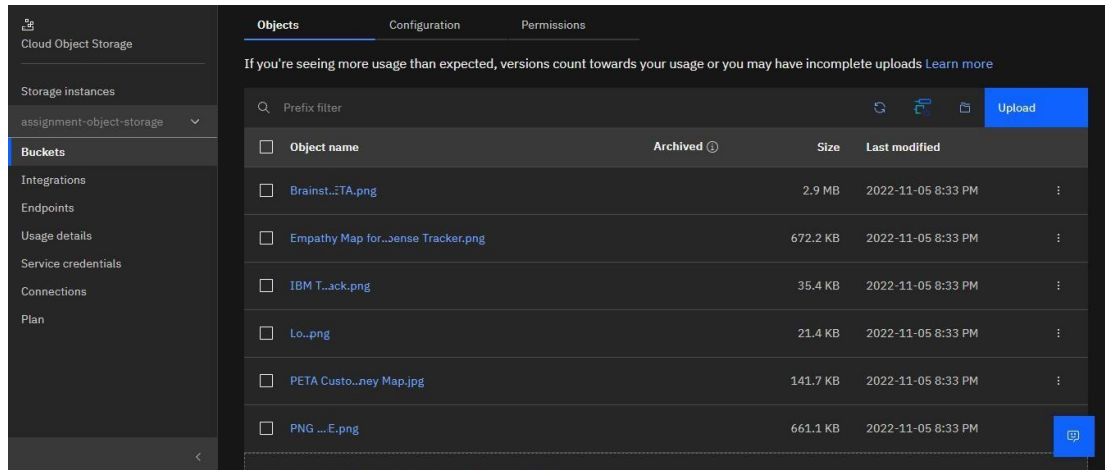 Cloud Object Storage
Storage instances
assignment-object-storage
Buckets
Integrations
Endpoints
Usage details
Service credentials
Connections
Plan
Objects Configuration Permissions
If you're seeing more usage than expected, versions count towards your usage or you may have incomplete uploads Learn more
Prefix filter Upload
Object name Archived Size Last modified
Brainst...ETA.png 2.9 MB 2022-11-05 8:33 PM
Empathy Map for...pense Tracker.png 672.2 KB 2022-11-05 8:33 PM
IBM T...ack.png 35.4 KB 2022-11-05 8:33 PM
Lo...png 21.4 KB 2022-11-05 8:33 PM
PETA Custo...ney Map.jpg 141.7 KB 2022-11-05 8:33 PM
PNG ...E.png 661.1 KB 2022-11-05 8:33 PM